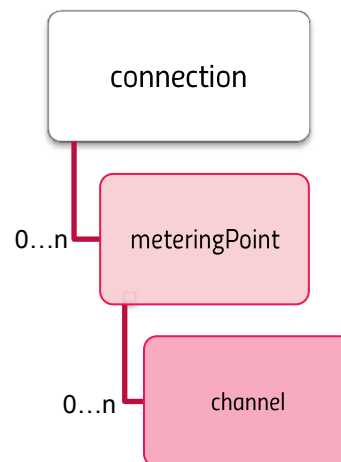 connection
0...n
meteringPoint
0...n
channel